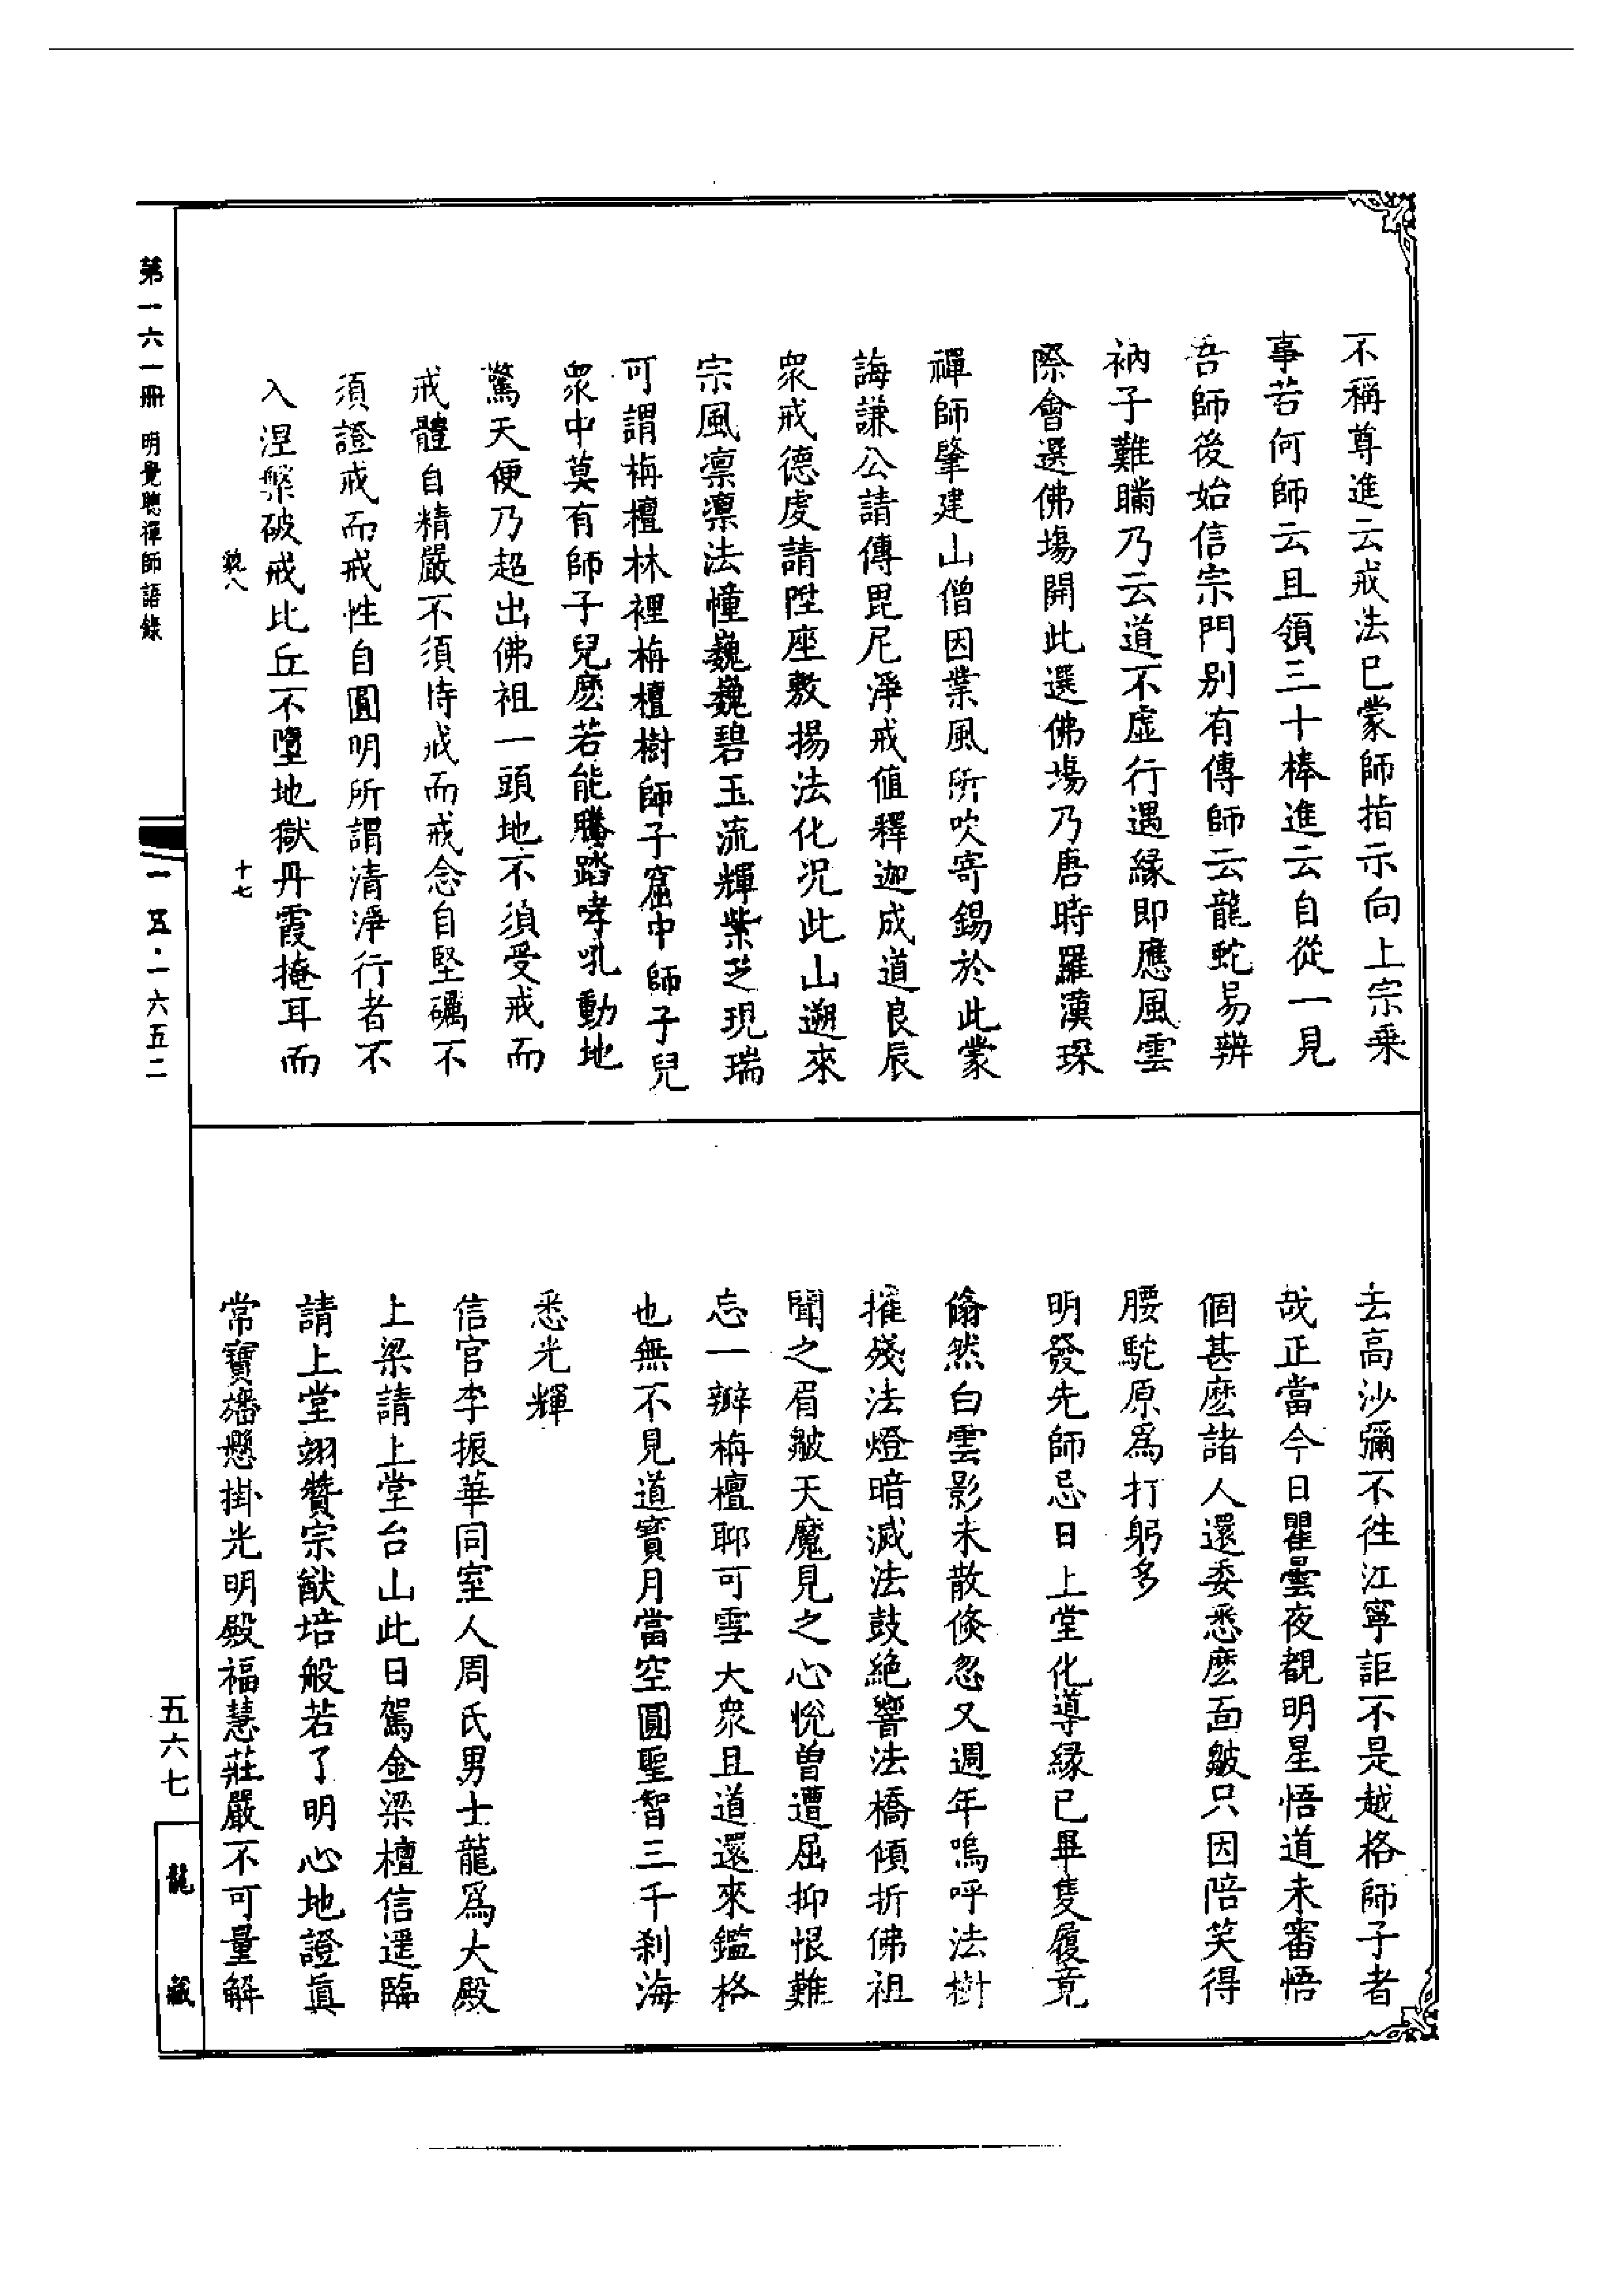 不稱尊進云戒法已蒙師指示向上宗乗
事若何師云且領三十棒進云自從一見
吾師後始信宗門别有傳師云龍蛇易辨
衲子難瞞乃云道不虚行遇緣即應風雲
際會選佛場開此選佛場乃唐時羅漢琛
禪師肇建山僧因業風所吹寄錫於此蒙
誨謙公請傳毘尼淨戒值釋迦成道良辰
衆戒德虔請陞座敷揚法化况此山遡來
宗風凛凛法幢巍巍碧玉流輝紫芝現瑞
可謂栴檀林裡栴檀樹師子窟中師子兒
衆中莫有師子兒麽若能騰踏哮吼動地
驚天便乃超出佛祖一頭地不須受戒而
戒體自精嚴不須持戒而戒念自堅礪不
須證戒而戒性自圓明所謂清淨行者不
入涅槃破戒比丘不墮地獄丹霞掩耳而
去高沙彌不往江寧詎不是越格師子者
哉正當今日瞿曇夜覩明星悟道未審悟
個甚麽諸人還委悉麽面皺只因陪笑得
腰駝原爲打躬多
明發先師忌日上堂化導緣已畢隻履竟
翛然白雲影未散倐忽又週年嗚呼法樹
摧殘法燈暗滅法鼓絶響法橋傾折佛祖
聞之眉皺天魔見之心悅曽遭屈抑恨難
忘一瓣栴檀聊可雪大衆且道還來鑑格
也無不見道寳月當空圓聖智三千刹海
悉光輝
信官李振華同室人周氏男士龍爲大殿
上梁請上堂台山此日駕金梁檀信遥臨
請上堂翊贊宗猷培般若了明心地證眞
常寶旛懸掛光明殿福慧莊嚴不可量解
第一六一冊 明覺聰禪師語錄
貌八
十七
一五·一六五二
五六七
龍藏